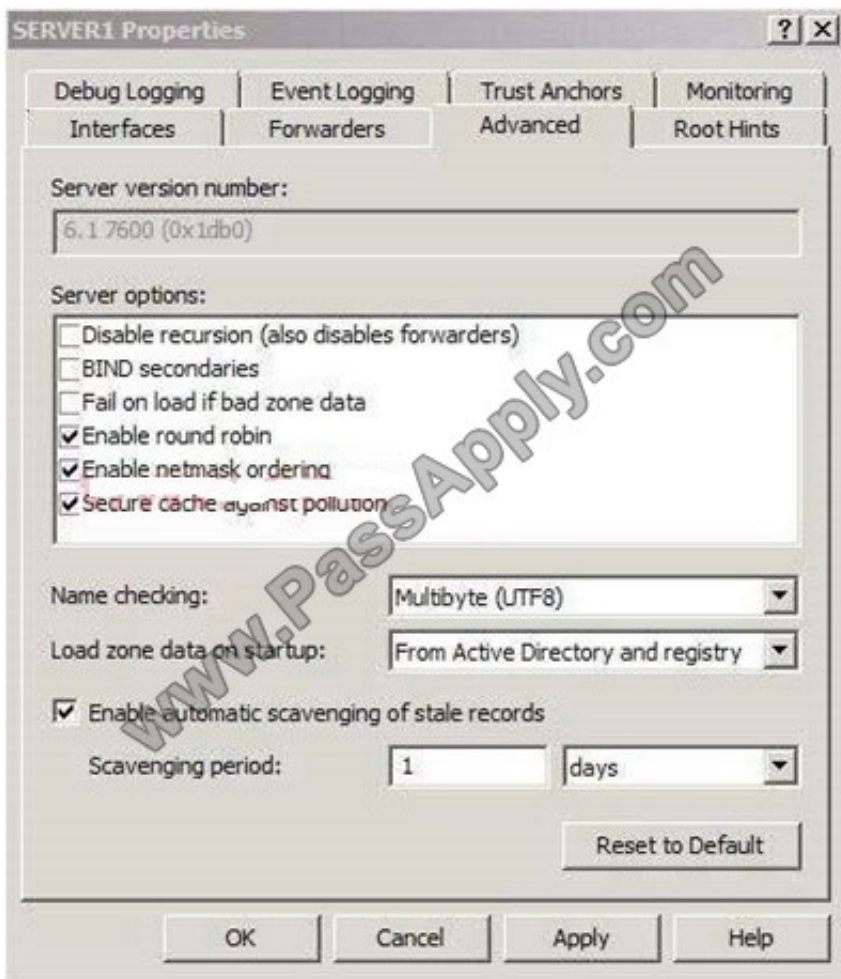 SERVER1 Properties
Debug Logging
Event Logging
Trust Anchors
Monitoring
Interfaces
Forwarders
Advanced
Root Hints
Server version number:
6.1 7600 (0x1db0)
Server options:
Disable recursion (also disables forwarders)
BIND secondaries
Fail on load if bad zone data
Enable round robin
Enable netmask ordering
Secure cache against pollution
Name checking:
Multibyte (UTF8)
Load zone data on startup:
From Active Directory and registry
Enable automatic scavenging of stale records
Scavenging period:
1
days
Reset to Default
OK
Cancel
Apply
Help
www.PassApply.com